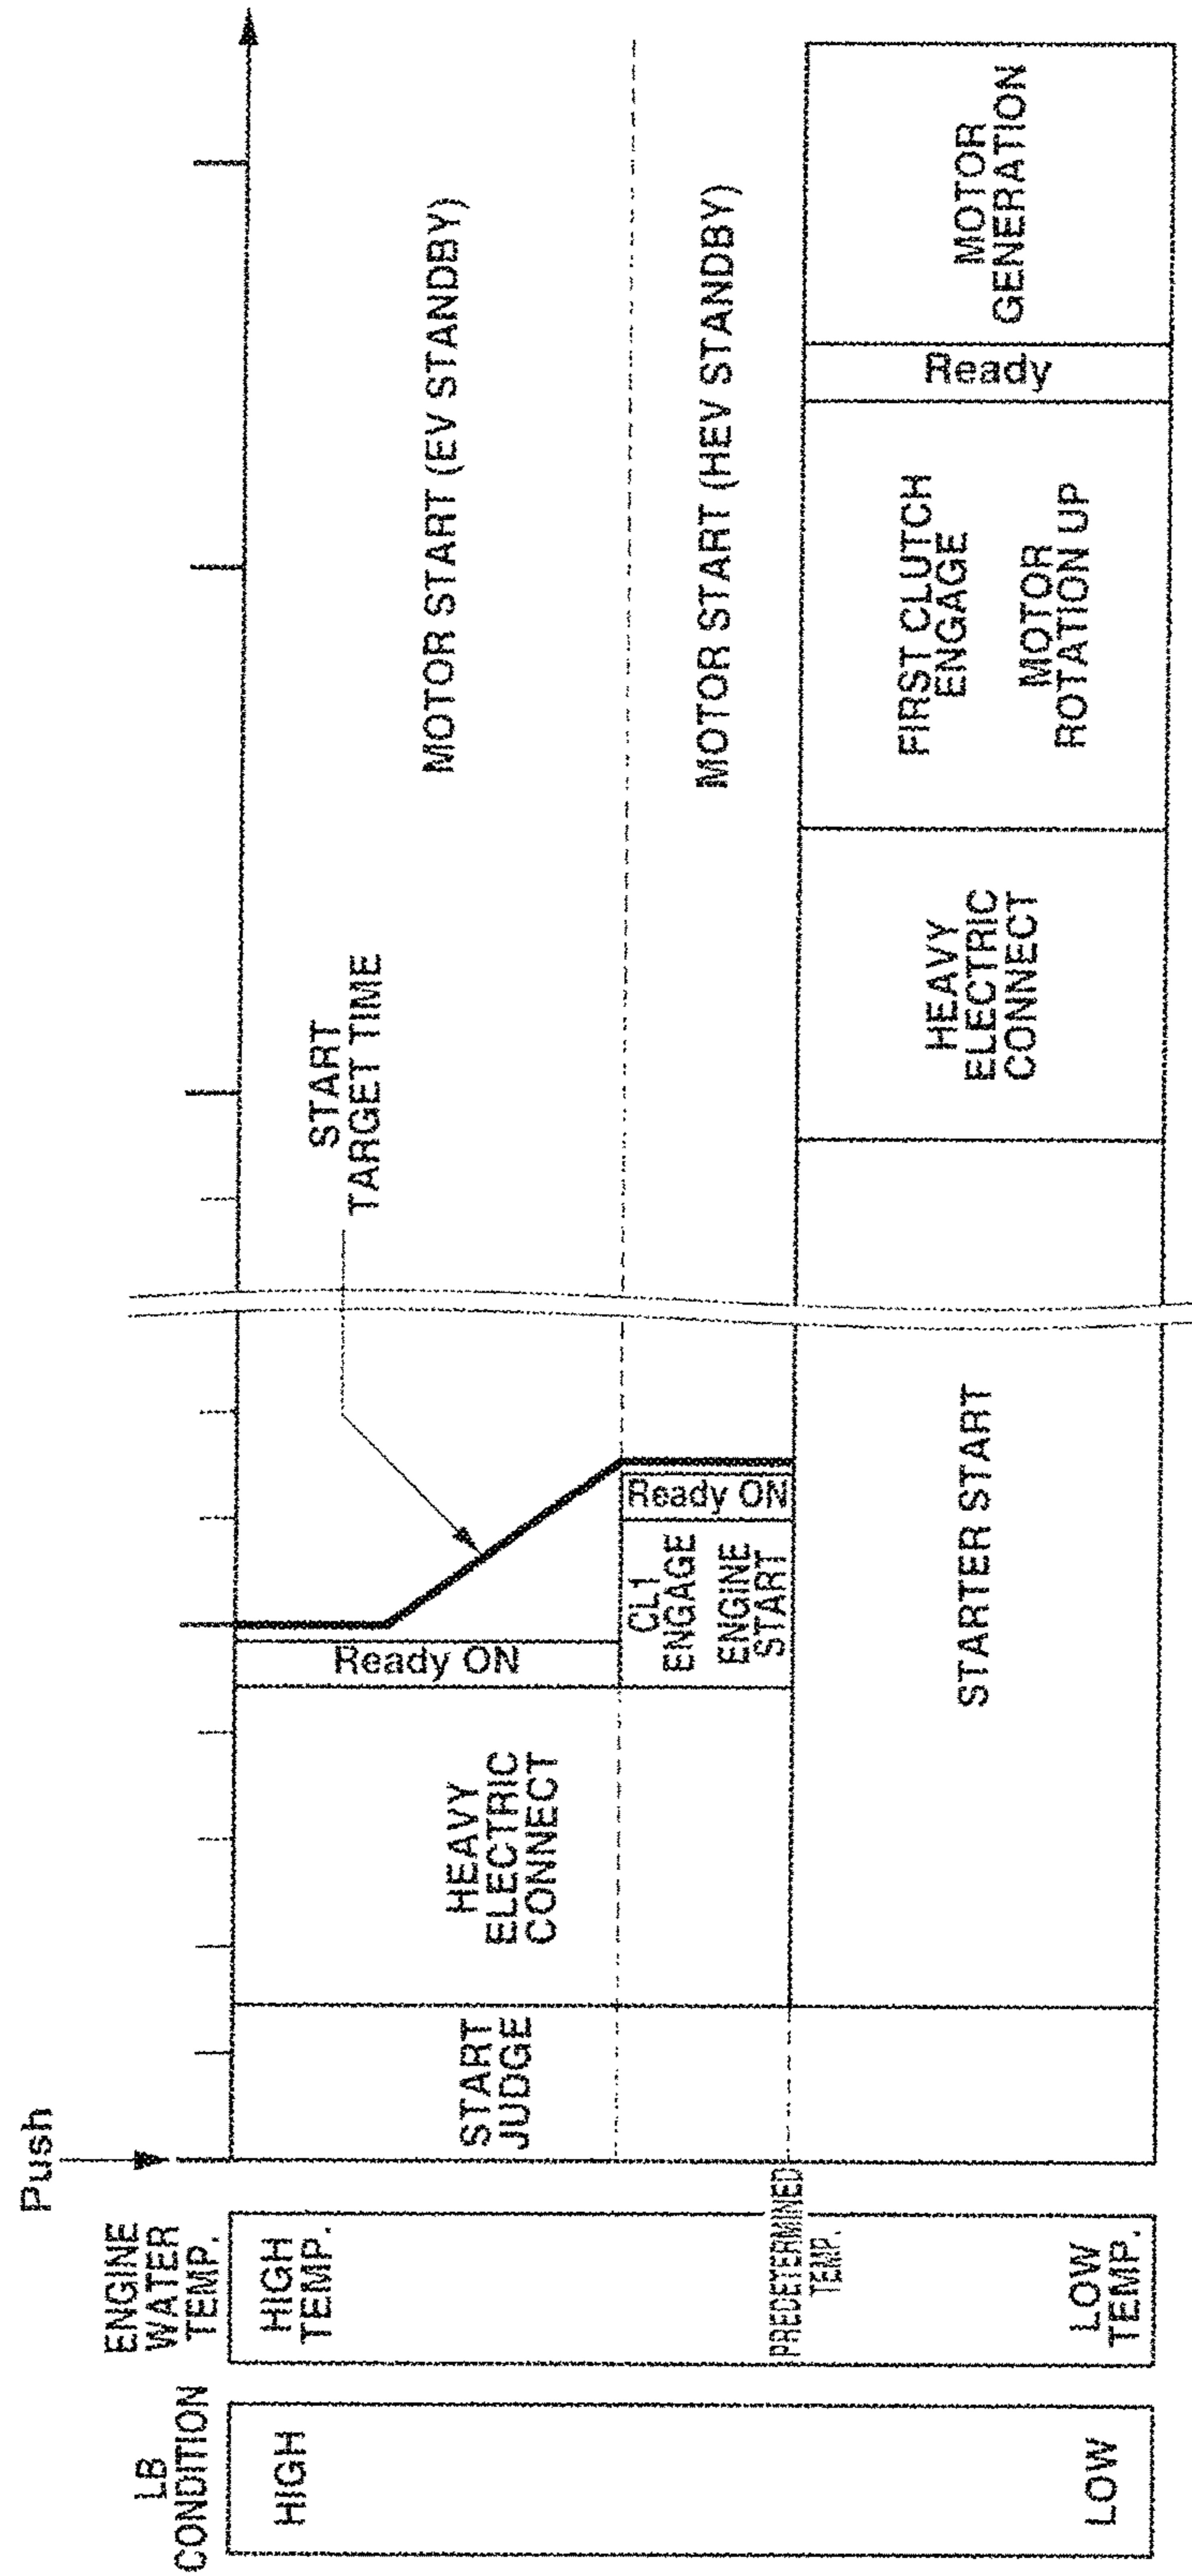 LB
CONDITION
ENGINE
WATER
TEMP.
Push
HIGH
HIGH
TEMP.
START
JUDGE
HEAVY
ELECTRIC
CONNECT
Ready ON
START
TARGET TIME
MOTOR START (EV STANDBY)
CL1
ENGAGE
ENGINE
START
Ready ON
MOTOR START (HEV STANDBY)
PREDETERMINED
TEMP.
LOW
LOW
TEMP.
STARTER START
HEAVY
ELECTRIC
CONNECT
FIRST CLUTCH
ENGAGE
MOTOR
ROTATION UP
Ready
MOTOR
GENERATION